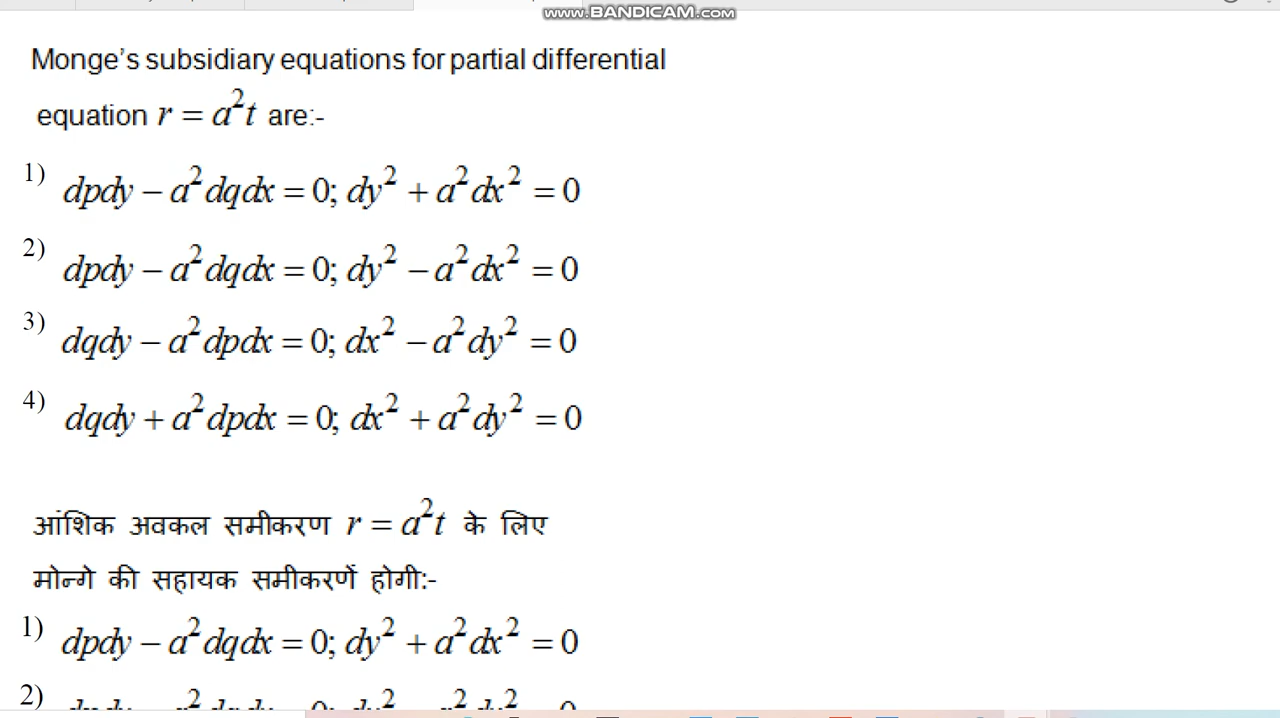 www.BANDICAM.com
Monge's subsidiary equations for partial differential
equation r = a²t are:-
1) dpdy − a²dqdx = 0; dy² + a²dx² = 0
2) dpdy − a²dqdx = 0; dy² − a²dx² = 0
3) dqdy − a²dpdx = 0; dx² − a²dy² = 0
4) dqdy + a²dpdx = 0; dx² + a²dy² = 0
आंशिक अवकल समीकरण r = a²t के लिए
मोन्गे की सहायक समीकरणें होगी:-
1) dpdy − a²dqdx = 0; dy² + a²dx² = 0
2)